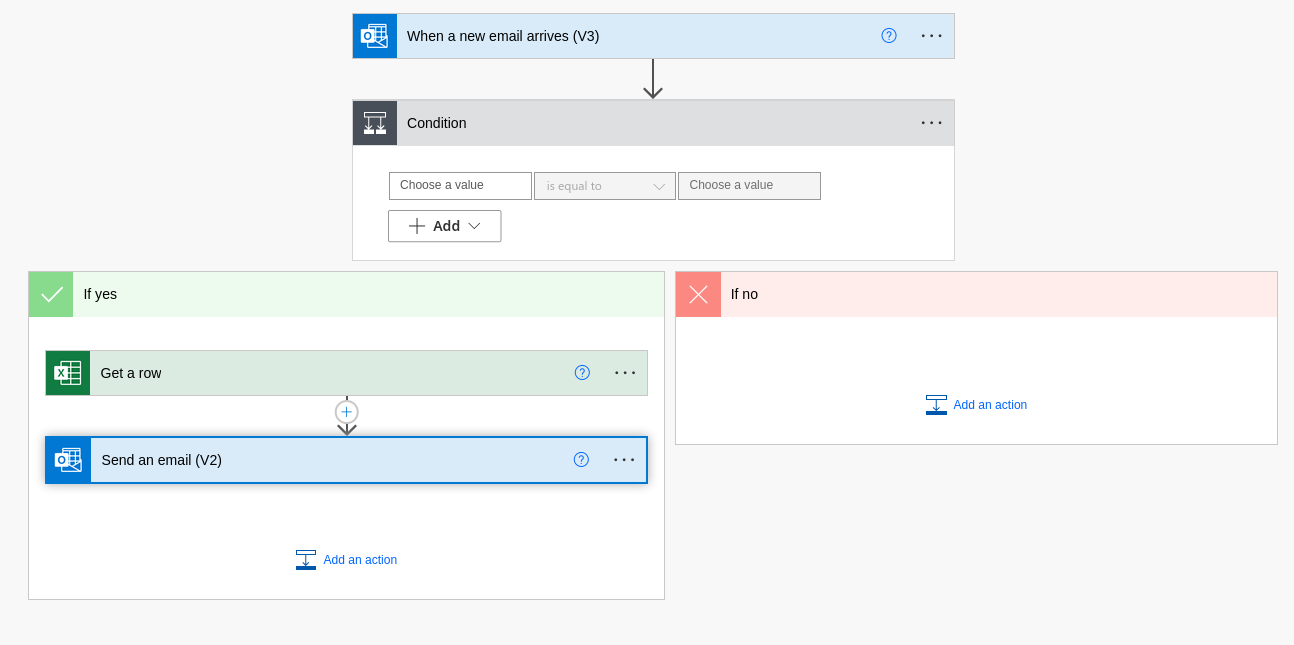 When a new email arrives (V3)
Condition
Choose a value is equal to Choose a value
Add
If yes
If no
Get a row
Add an action
Send an email (V2)
Add an action